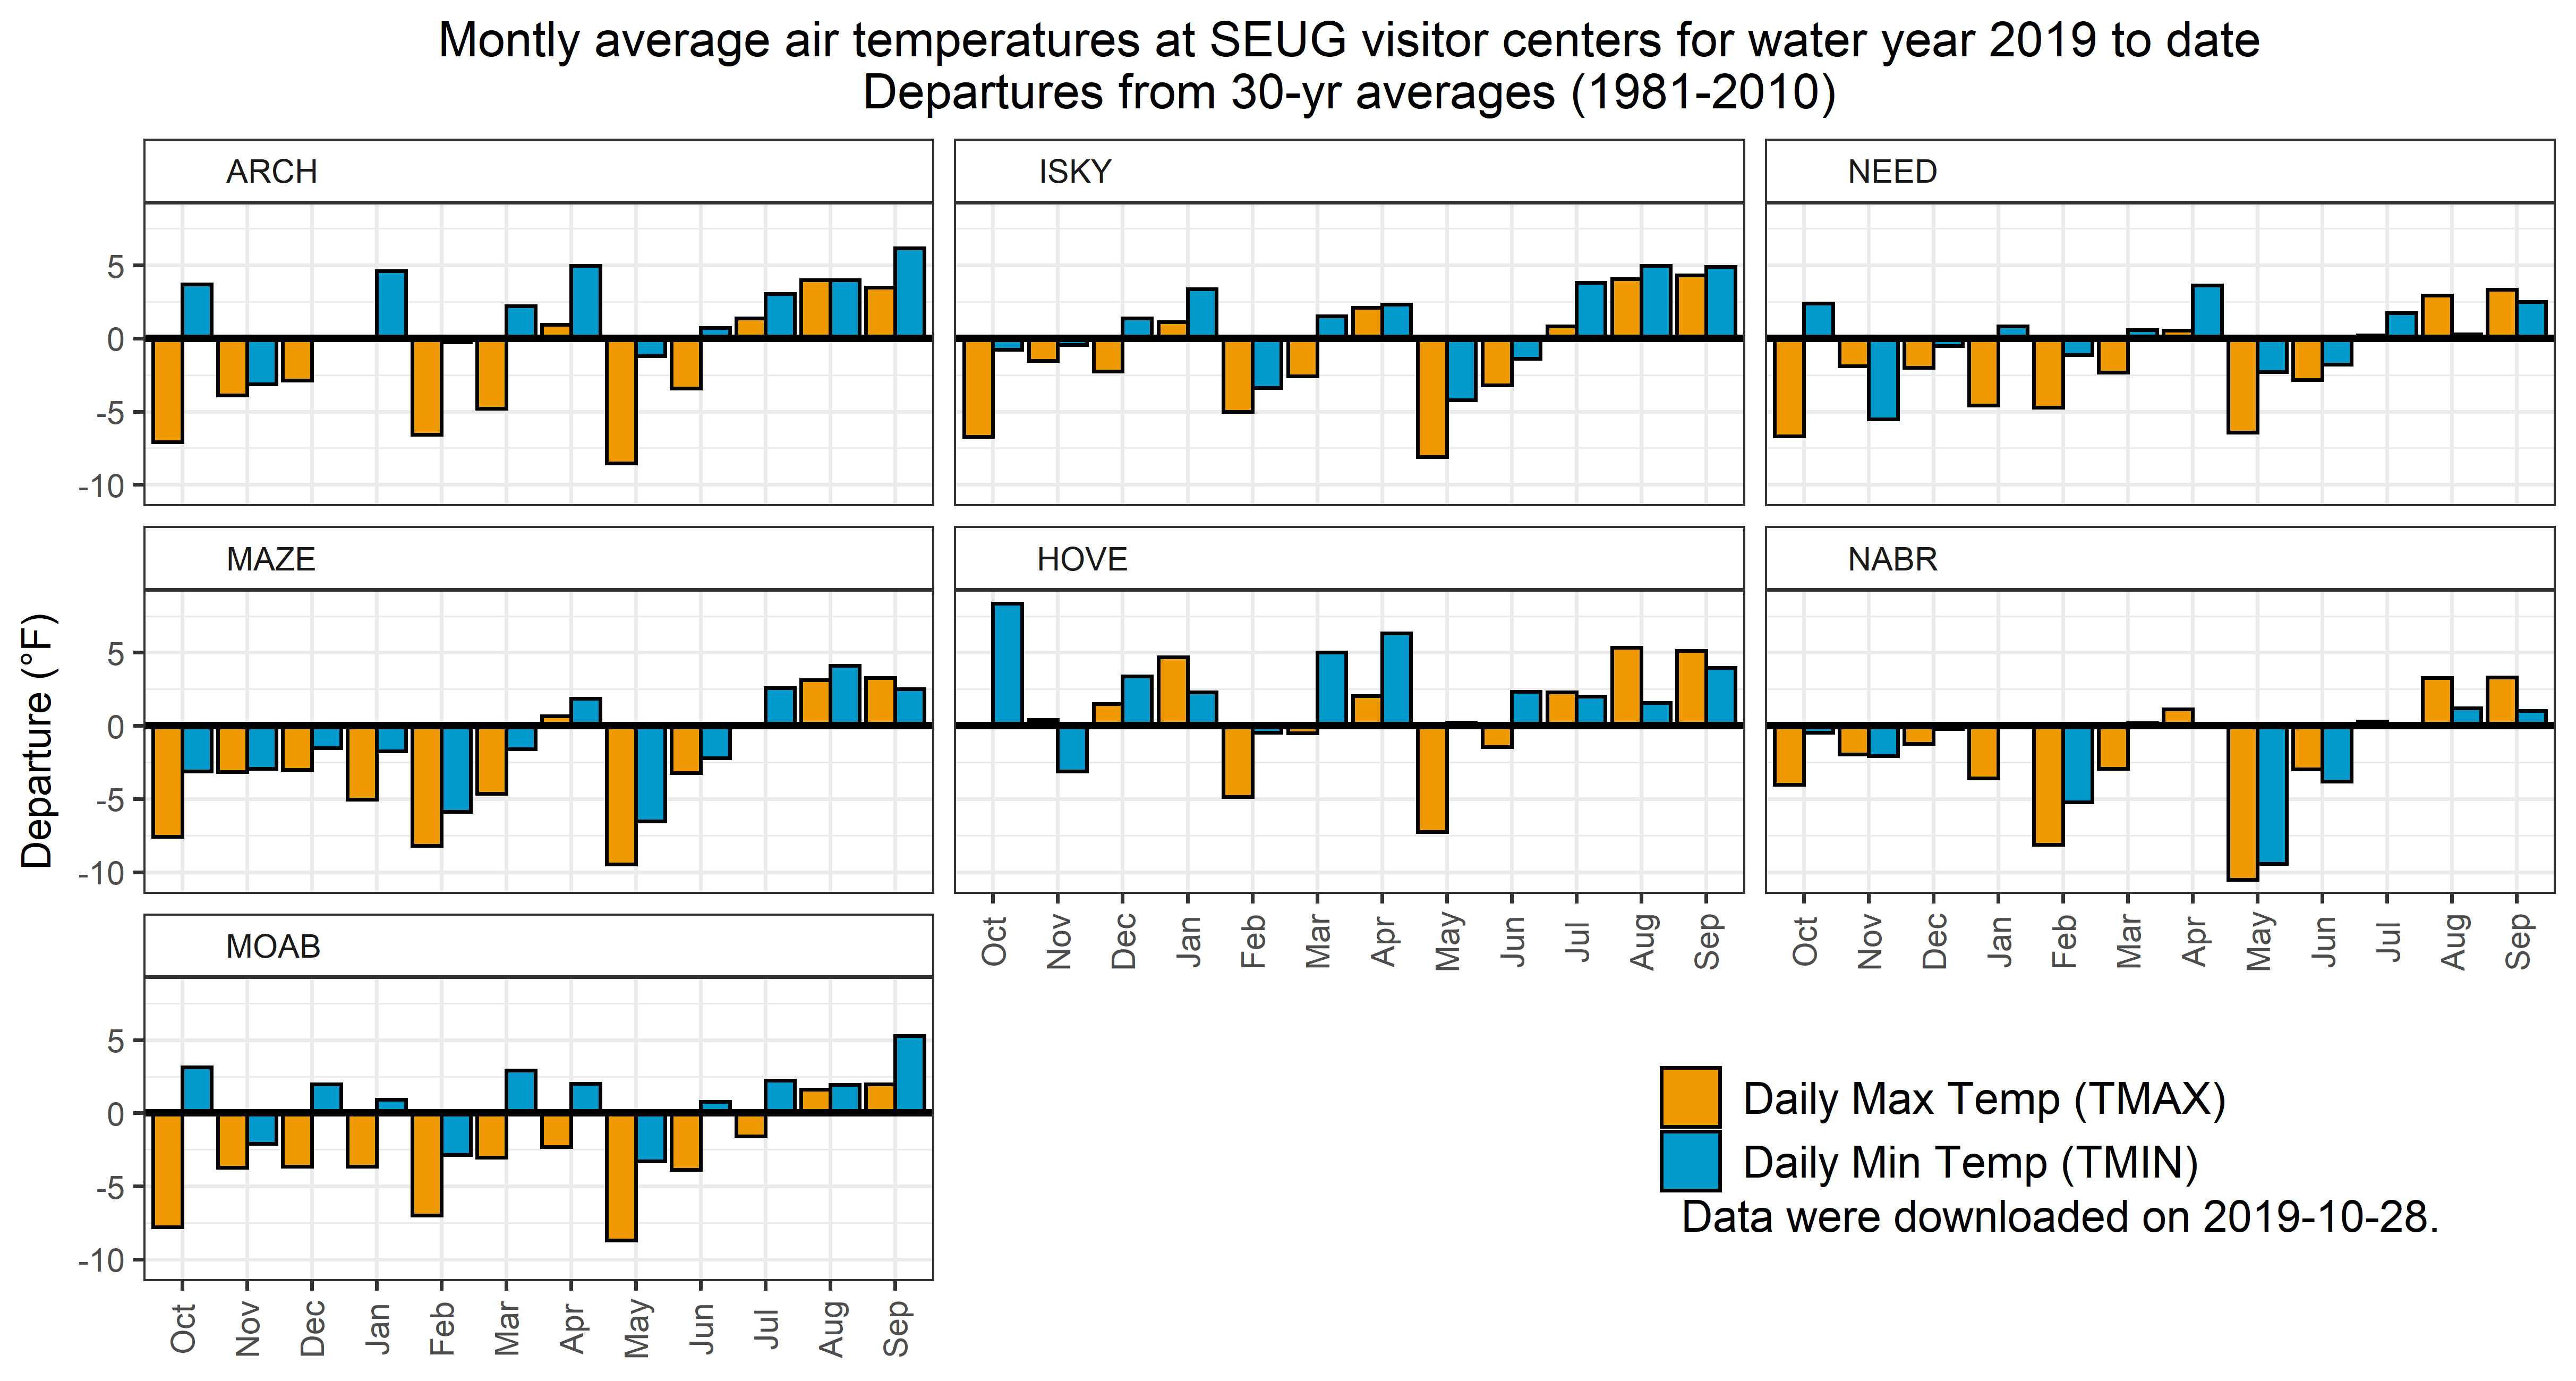 Montly average air temperatures at SEUG visitor centers for water year 2019 to date
Departures from 30-yr averages (1981-2010)
ARCH
ISKY
NEED
5
0
-5
-10
MAZE
HOVE
NABR
Departure (°F)
5
0
-5
-10
Oct Nov Dec Jan Feb Mar Apr May Jun Jul Aug Sep
Oct Nov Dec Jan Feb Mar Apr May Jun Jul Aug Sep
MOAB
5
0
-5
-10
Oct Nov Dec Jan Feb Mar Apr May Jun Jul Aug Sep
Daily Max Temp (TMAX)
Daily Min Temp (TMIN)
Data were downloaded on 2019-10-28.